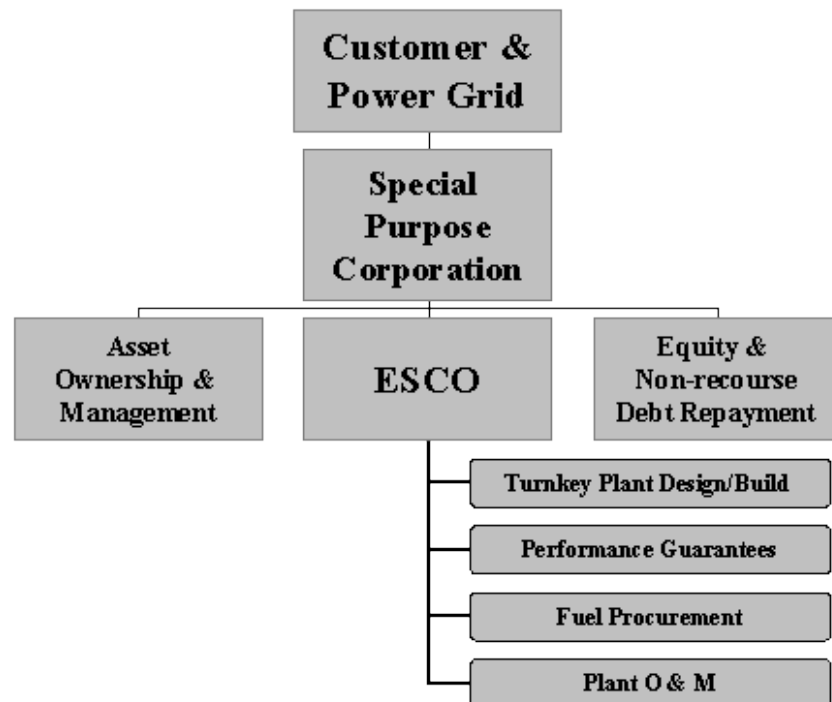 Customer &
Power Grid
Special
Purpose
Corporation
Asset
Ownership &
Management
ESCO
Equity &
Non-recourse
Debt Repayment
Turnkey Plant Design/Build
Performance Guarantees
Fuel Procurement
Plant O & M